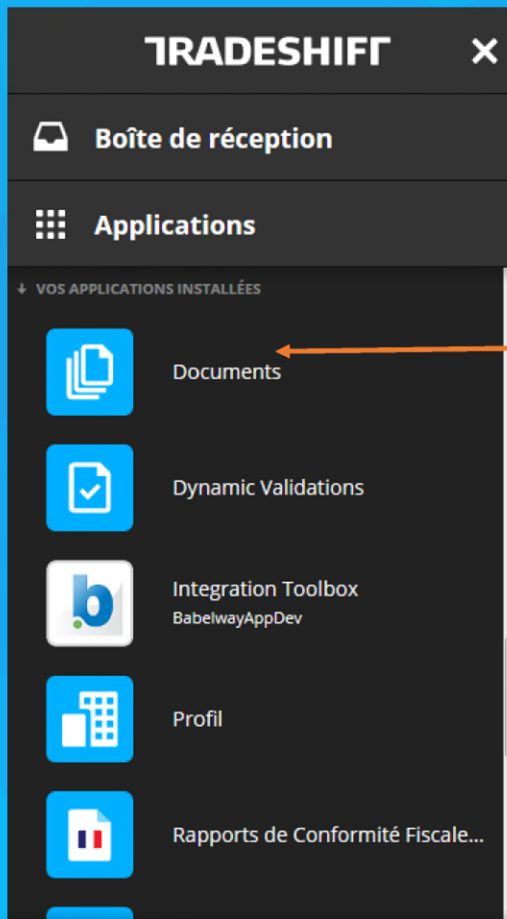 TRADESHIFT
Boîte de réception
Applications
VOS APPLICATIONS INSTALLÉES
Documents
Dynamic Validations
b
Integration Toolbox
BabelwayAppDev
Profil
Rapports de Conformité Fiscale...